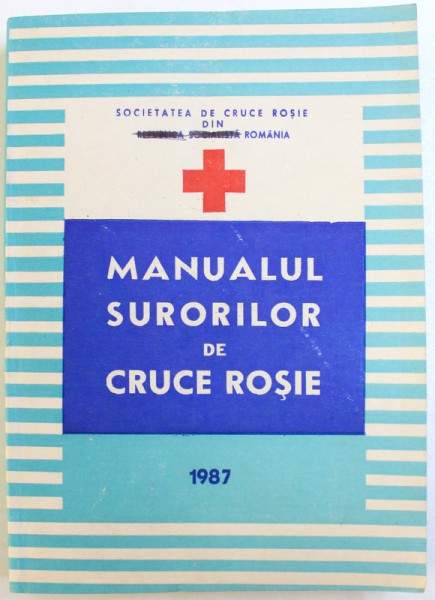 SOCIETATEA DE CRUCE ROȘIE
DIN
REPUBLICA SOCIALISTĂ ROMÂNIA
MANUALUL
SURORILOR
DE
CRUCE ROȘIE
1987